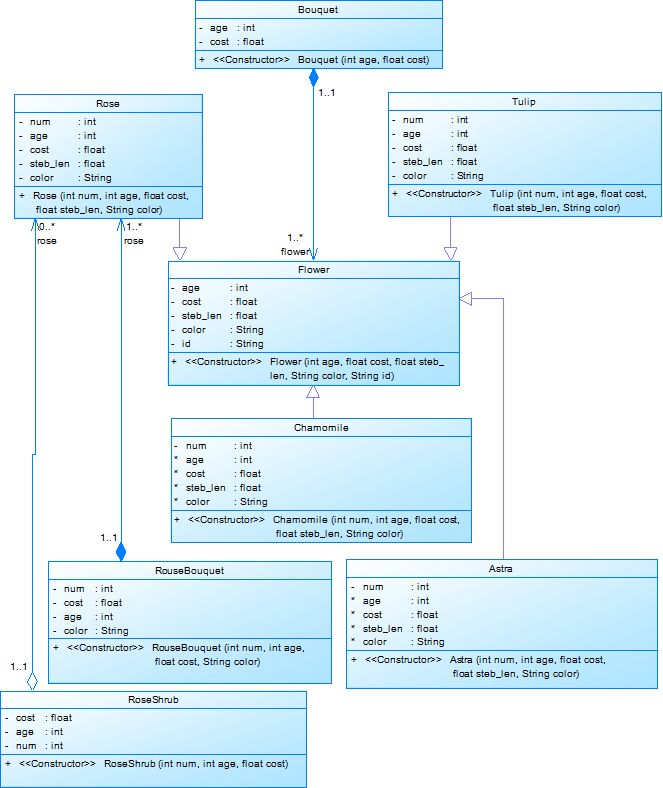 Bouquet
- age : int
- cost : float
+ <<Constructor>> Bouquet (int age, float cost)
1..1
Rose
- num : int
- age : int
- cost : float
- steb_len : float
- color : String
+ Rose (int num, int age, float cost,
float steb_len, String color)
Tulip
- num : int
- age : int
- cost : float
- steb_len : float
- color : String
+ <<Constructor>> Tulip (int num, int age, float cost,
float steb_len, String color)
0..*
rose
1..*
rose
1..*
flower
Flower
- age : int
- cost : float
- steb_len : float
- color : String
- id : String
+ <<Constructor>> Flower (int age, float cost, float steb_
len, String color, String id)
Chamomile
- num : int
* age : int
* cost : float
* steb_len : float
* color : String
+ <<Constructor>> Chamomile (int num, int age, float cost,
float steb_len, String color)
1..1
RouseBouquet
- num : int
- cost : float
- age : int
- color : String
+ <<Constructor>> RouseBouquet (int num, int age,
float cost, String color)
Astra
- num : int
* age : int
* cost : float
* steb_len : float
* color : String
+ <<Constructor>> Astra (int num, int age, float cost,
float steb_len, String color)
1..1
RoseShrub
- cost : float
- age : int
- num : int
+ <<Constructor>> RoseShrub (int num, int age, float cost)